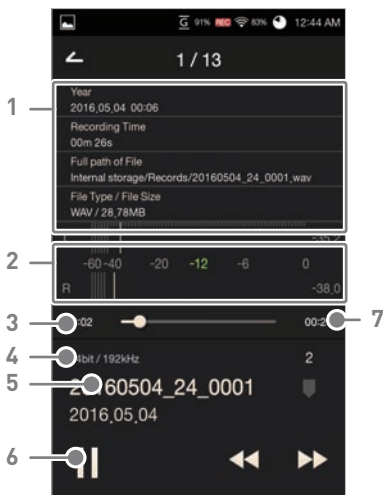 G 91% REC 83% 12:44 AM
1 / 13
1
Year
2016.05.04 00:06
Recording Time
00m 26s
Full path of File
Internal storage/Records/20160504_24_0001.wav
File Type / File Size
WAV / 28.78MB
-35.2
2
-60 -40 -20 -12 -6 0
R -38.0
3
:02
7
4
4bit / 192kHz 2
5
20160504_24_0001
2016.05.04
6